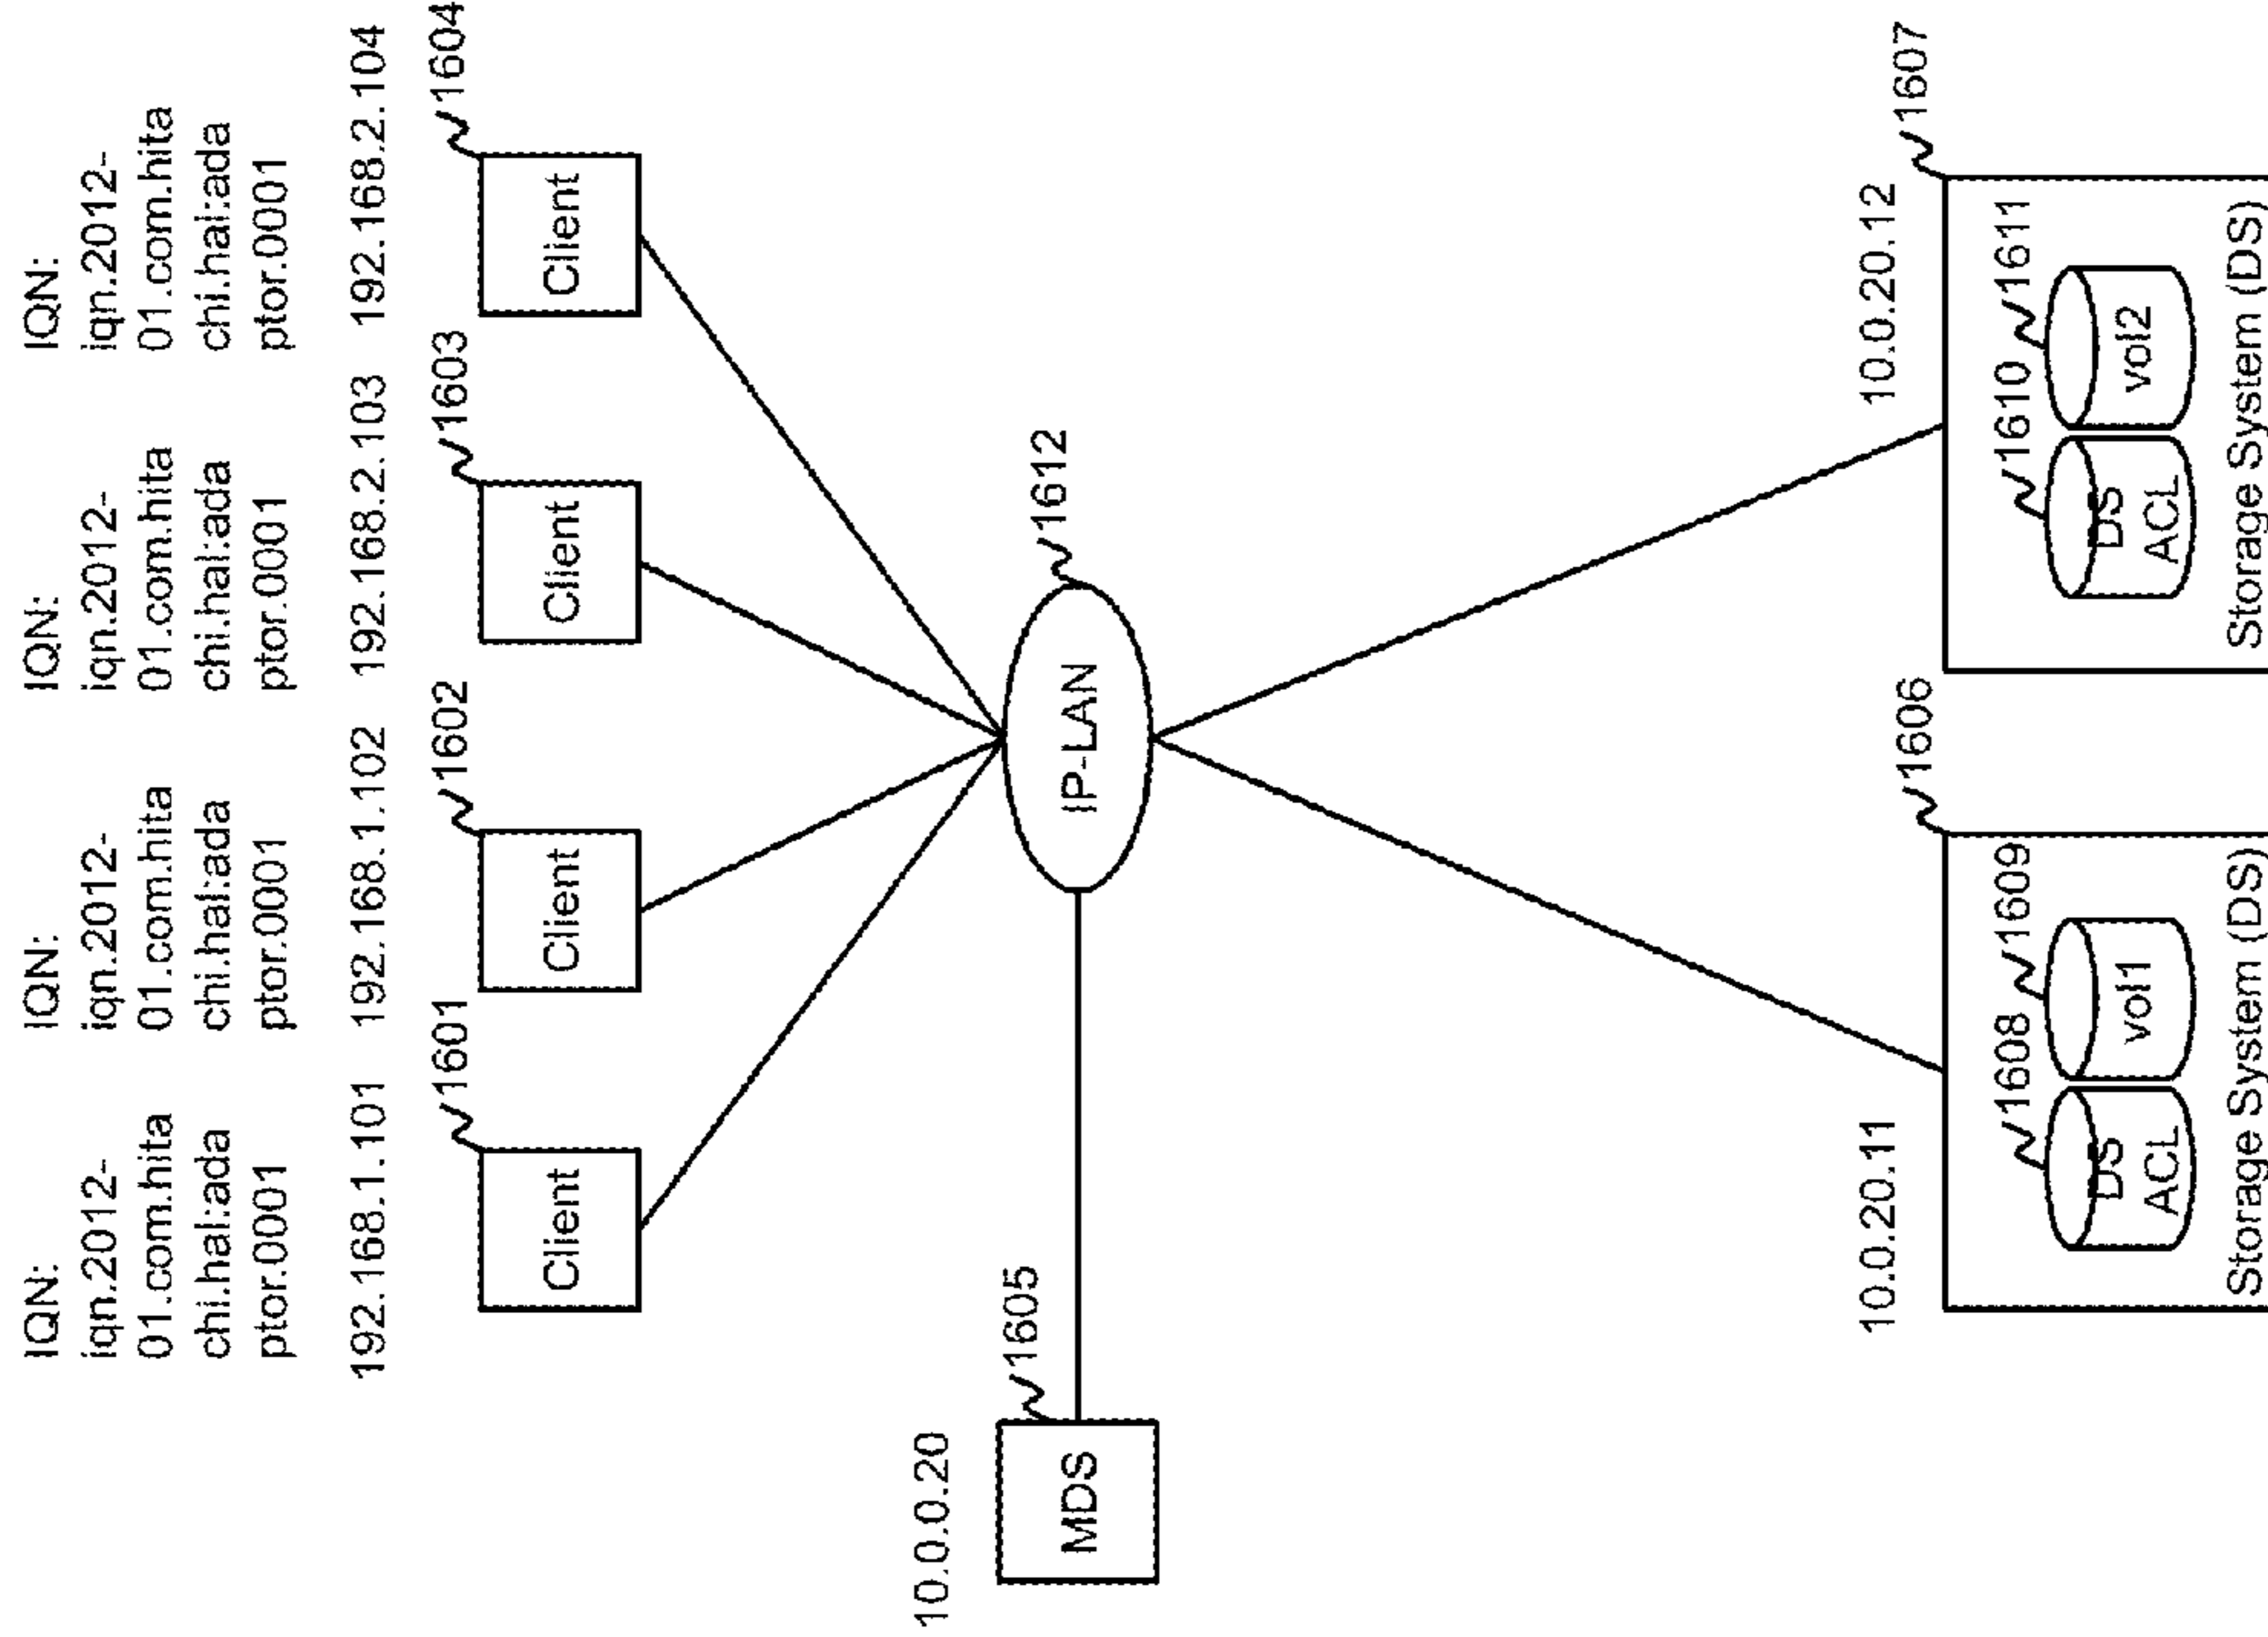 IQN:
iqn.2012-
01.com.hita
chi.hal:ada
ptor.0001
IQN:
iqn.2012-
01.com.hita
chi.hal:ada
ptor.0001
IQN:
iqn.2012-
01.com.hita
chi.hal:ada
ptor.0001
IQN:
iqn.2012-
01.com.hita
chi.hal:ada
ptor.0001
192.168.1.101
192.168.1.102
192.168.2.103
192.168.2.104
1601
1602
1603
1604
Client
Client
Client
Client
10.0.0.20
1605
1612
MDS
IP-LAN
10.0.20.11
1606
10.0.20.12
1607
1608
1609
1610
1611
DS
ACL
vol1
DS
ACL
vol2
Storage System (DS)
Storage System (DS)